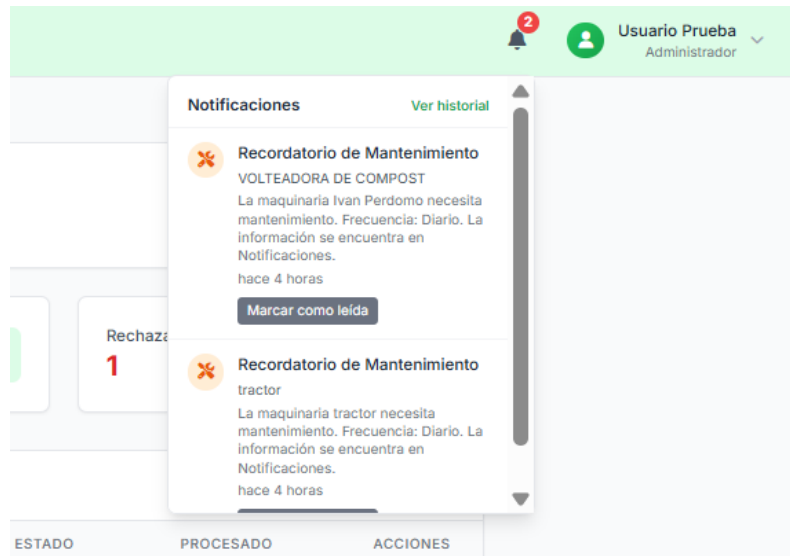 2
Usuario Prueba
Administrador
Notificaciones
Ver historial
Recordatorio de Mantenimiento
VOLTEADORA DE COMPOST
La maquinaria Ivan Perdomo necesita
mantenimiento. Frecuencia: Diario. La
información se encuentra en
Notificaciones.
hace 4 horas
Marcar como leída
Recordatorio de Mantenimiento
tractor
La maquinaria tractor necesita
mantenimiento. Frecuencia: Diario. La
información se encuentra en
Notificaciones.
hace 4 horas
Rechaza
1
ESTADO
PROCESADO
ACCIONES